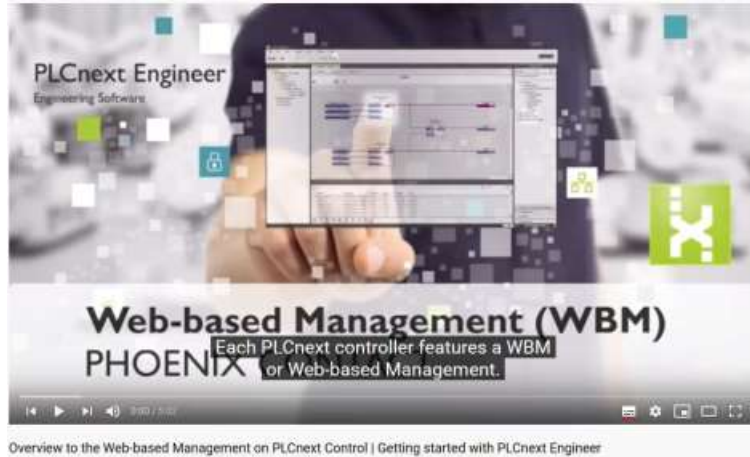 PLCnext Engineer
Engineering Software
Web-based Management (WBM)
PHOENIX
Each PLCnext controller features a WBM
or Web-based Management.
0:00 / 5:02
Overview to the Web-based Management on PLCnext Control | Getting started with PLCnext Engineer